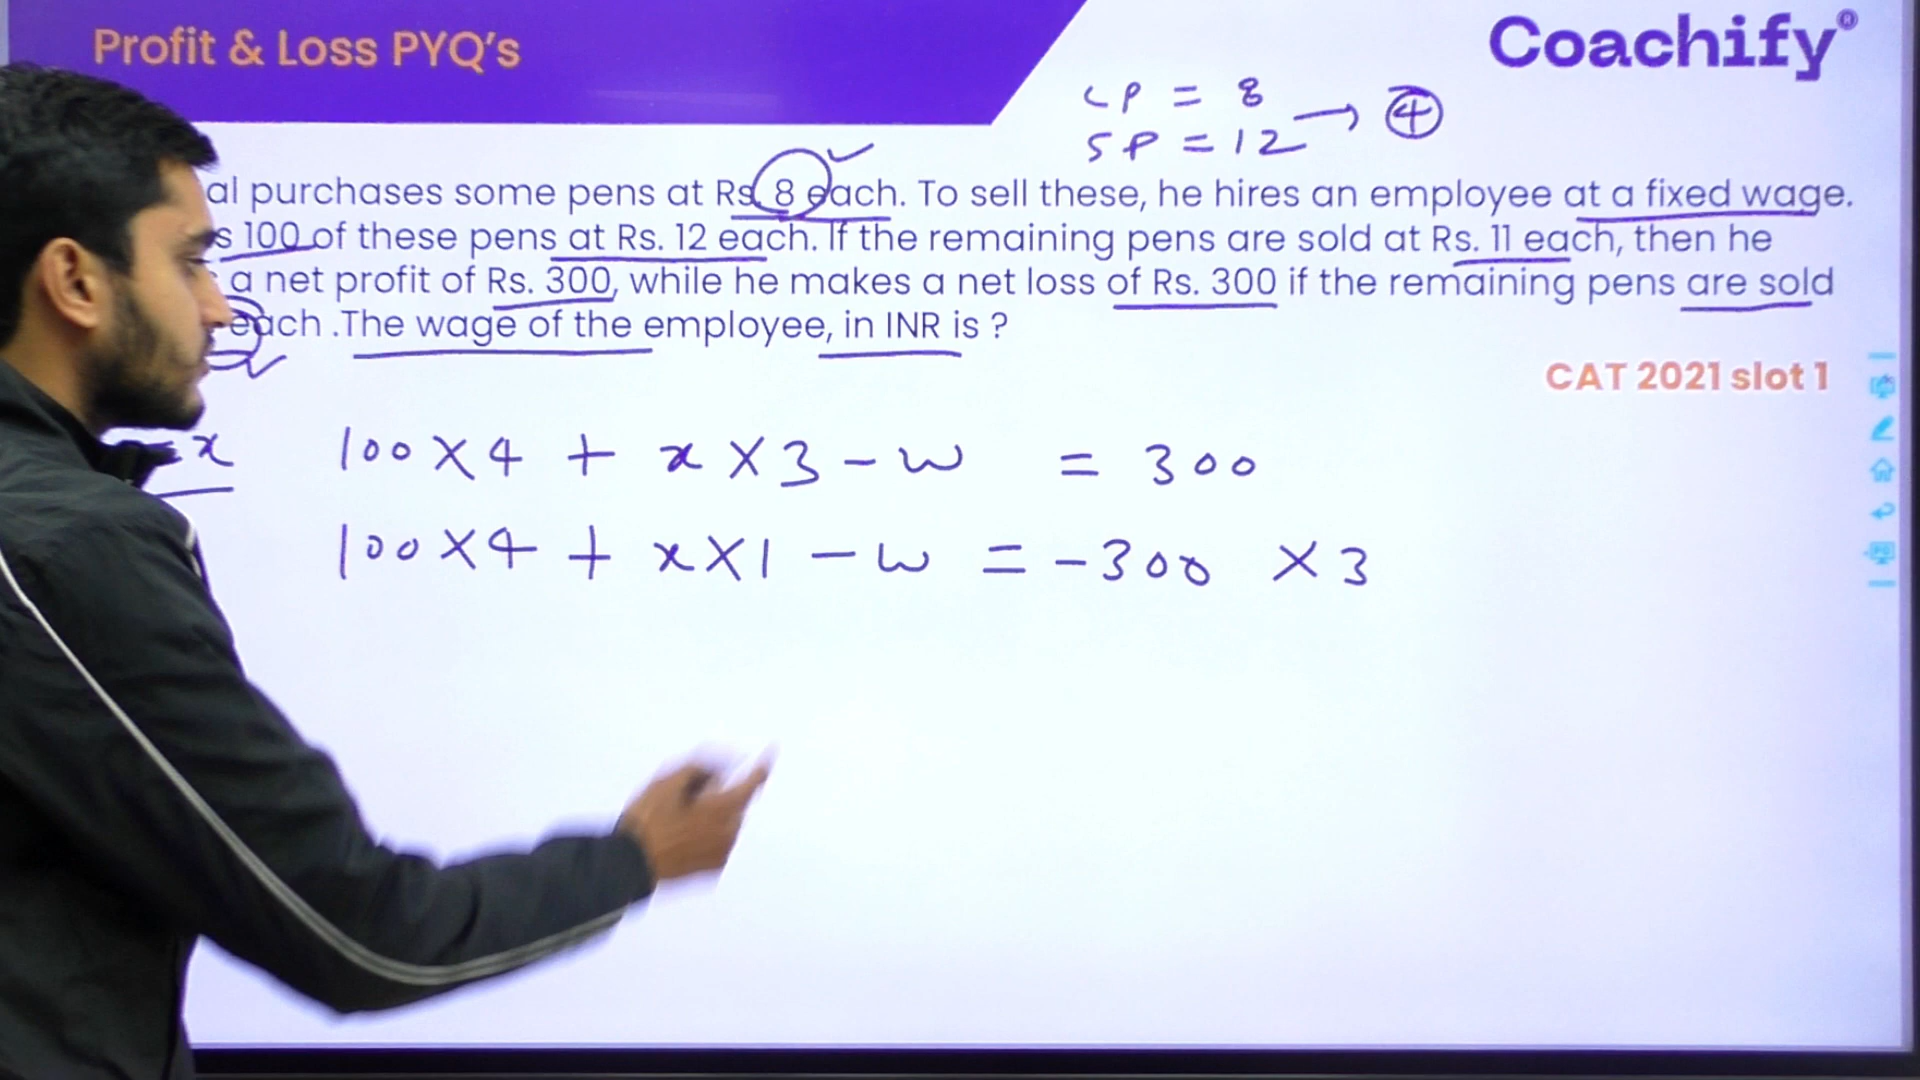 Profit & Loss PYQ's
Coachify®
CP = 8
SP = 12 → 4
al purchases some pens at Rs. 8 each. To sell these, he hires an employee at a fixed wage.
s 100 of these pens at Rs. 12 each. If the remaining pens are sold at Rs. 11 each, then he
a net profit of Rs. 300, while he makes a net loss of Rs. 300 if the remaining pens are sold
each .The wage of the employee, in INR is ?
CAT 2021 slot 1
= x
100 X 4 + x X 3 - w = 300
100 X 4 + x X 1 - w = -300 X 3